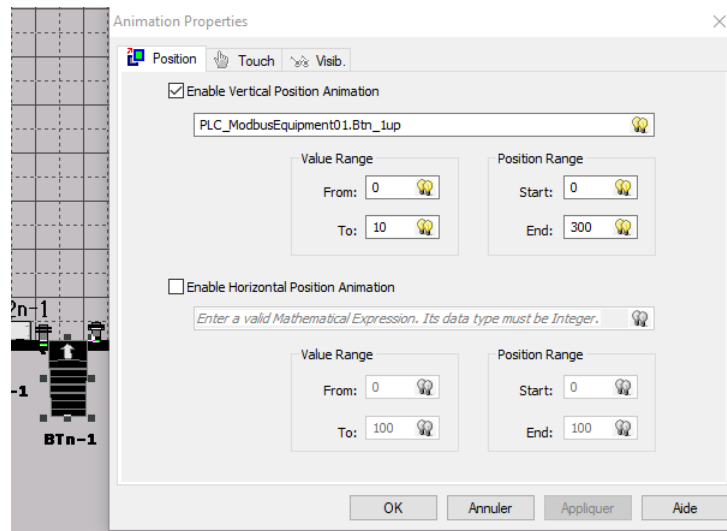 Animation Properties
Position Touch Visib.
Enable Vertical Position Animation
PLC_ModbusEquipment01.Btn_1up
Value Range Position Range
From: 0 Start: 0
To: 10 End: 300
Enable Horizontal Position Animation
Enter a valid Mathematical Expression. Its data type must be Integer.
Value Range Position Range
From: 0 Start: 0
To: 100 End: 100
OK Annuler Appliquer Aide
2n-1
-1
BTn-1